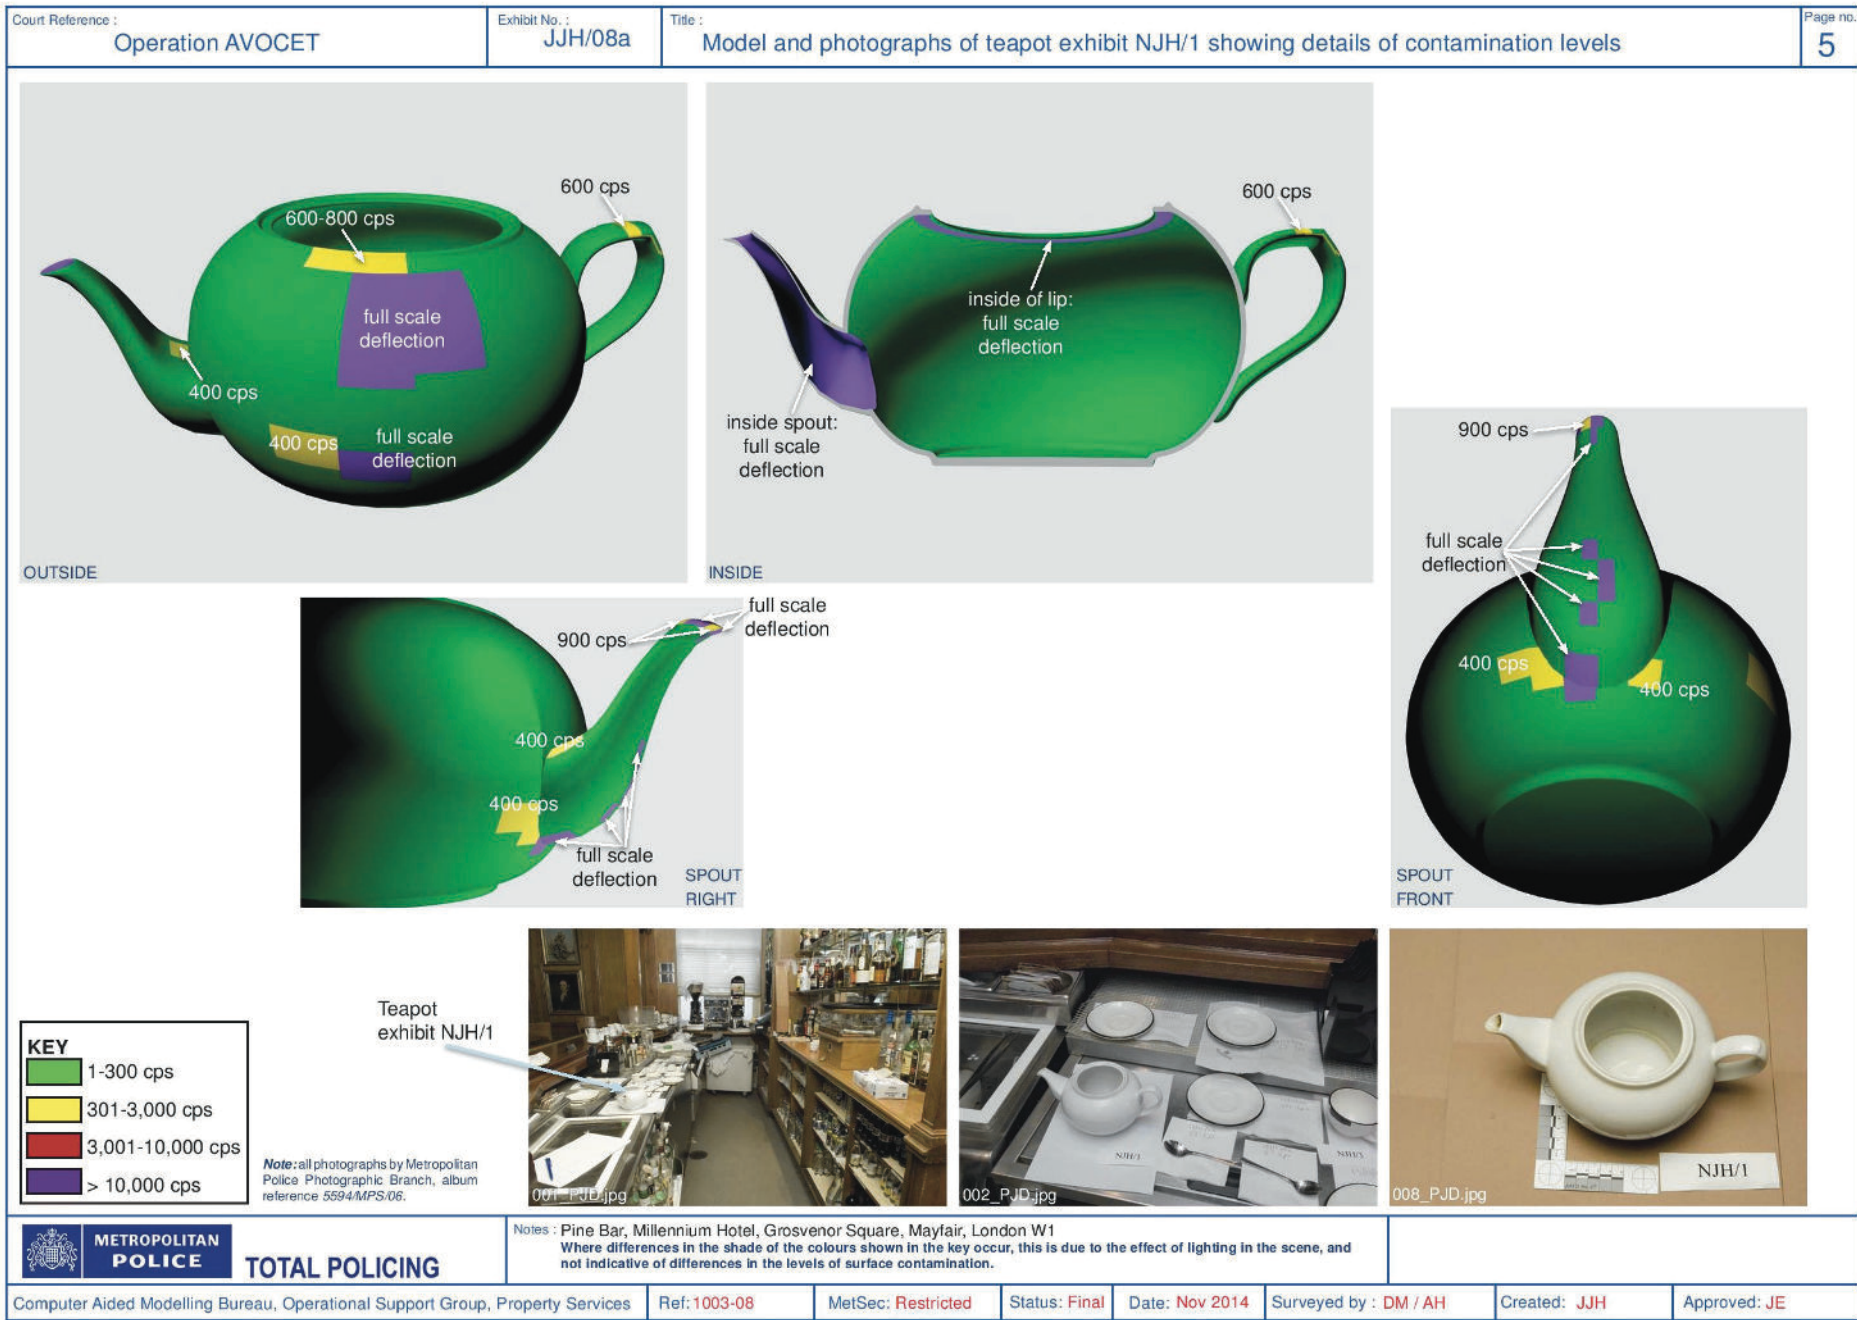 Court Reference :
Operation AVOCET
Exhibit No. :
JJH/08a
Title :
Model and photographs of teapot exhibit NJH/1 showing details of contamination levels
Page no.
5
600-800 cps
600 cps
full scale
deflection
400 cps
400 cps
full scale
deflection
OUTSIDE
600 cps
inside of lip:
full scale
deflection
inside spout:
full scale
deflection
INSIDE
900 cps
full scale
deflection
400 cps
400 cps
full scale
deflection
SPOUT
RIGHT
900 cps
full scale
deflection
400 cps
400 cps
SPOUT
FRONT
Teapot
exhibit NJH/1
KEY
1-300 cps
301-3,000 cps
3,001-10,000 cps
> 10,000 cps
Note: all photographs by Metropolitan
Police Photographic Branch, album
reference 5594/MPS/06.
001_PJD.jpg
NJH/1
002_PJD.jpg
NJH/1
008_PJD.jpg
METROPOLITAN
POLICE
TOTAL POLICING
Notes : Pine Bar, Millennium Hotel, Grosvenor Square, Mayfair, London W1
Where differences in the shade of the colours shown in the key occur, this is due to the effect of lighting in the scene, and
not indicative of differences in the levels of surface contamination.
Computer Aided Modelling Bureau, Operational Support Group, Property Services
Ref: 1003-08
MetSec: Restricted
Status: Final
Date: Nov 2014
Surveyed by : DM / AH
Created: JJH
Approved: JE